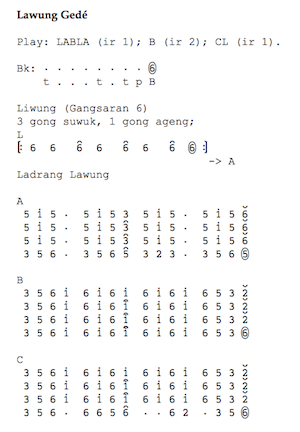 Lawung Gedé
Play: LABLA (ir 1); B (ir 2); CL (ir 1).
Bk: . . . . . . . . ⑥
t . . . t . t p B
Liwung (Gangsaran 6)
3 gong suwuk, 1 gong ageng;
L
[: 6 6 6̂ 6 6̌ 6 6̂ ⑥ :]
-> A
Ladrang Lawung
A
5 i̇ 5 . 5 i̇ 5 3̂ 5 i̇ 5 . 5 i̇ 5 6̌
5 i̇ 5 . 5 i̇ 5 3̂ 5 i̇ 5 . 5 i̇ 5 6̌
5 i̇ 5 . 5 i̇ 5 3̂ 5 i̇ 5 . 5 i̇ 5 6̌
3 5 6 . 3 5 6 5̂ 3 2 3 . 3 5 6 ⑤
B
3 5 6 i̇ 6 i̇ 6 i̇ 6 i̇ 6 i̇ 6 5 3 2̌
3 5 6 i̇ 6 i̇ 6 i̇ 6 i̇ 6 i̇ 6 5 3 2̌
3 5 6 i̇ 6 i̇ 6 i̇ 6 i̇ 6 i̇ 6 5 3 2̌
3 5 6 i̇ 6 i̇ 6 i̇ 6 i̇ 6 i̇ 6 5 3 ⑥
C
3 5 6 i̇ 6 i̇ 6 i̇ 6 i̇ 6 i̇ 6 5 3 2̌
3 5 6 i̇ 6 i̇ 6 i̇ 6 i̇ 6 i̇ 6 5 3 2̌
3 5 6 i̇ 6 i̇ 6 i̇ 6 i̇ 6 i̇ 6 5 3 2̌
3 5 6 . 6 6 5 6̂ . . 6 2 . 3 5 ⑥